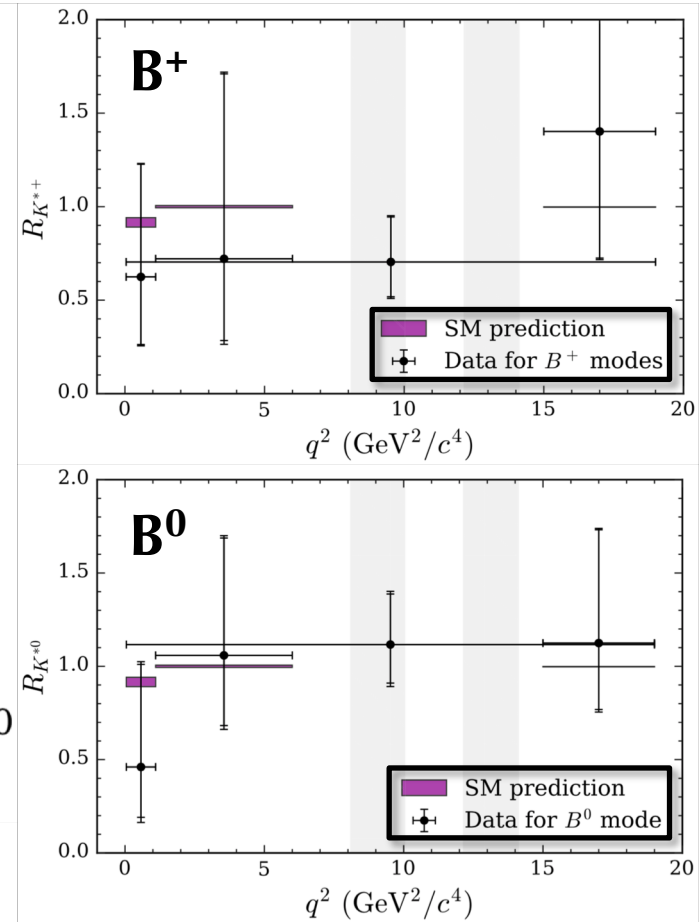 2.0
B⁺
1.5
R_{K*+}
1.0
0.5
SM prediction
Data for B⁺ modes
0.0
0 5 10 15 20
q² (GeV²/c⁴)
2.0
B⁰
1.5
R_{K*0}
1.0
0
0.5
SM prediction
Data for B⁰ mode
0.0
0 5 10 15 20
q² (GeV²/c⁴)